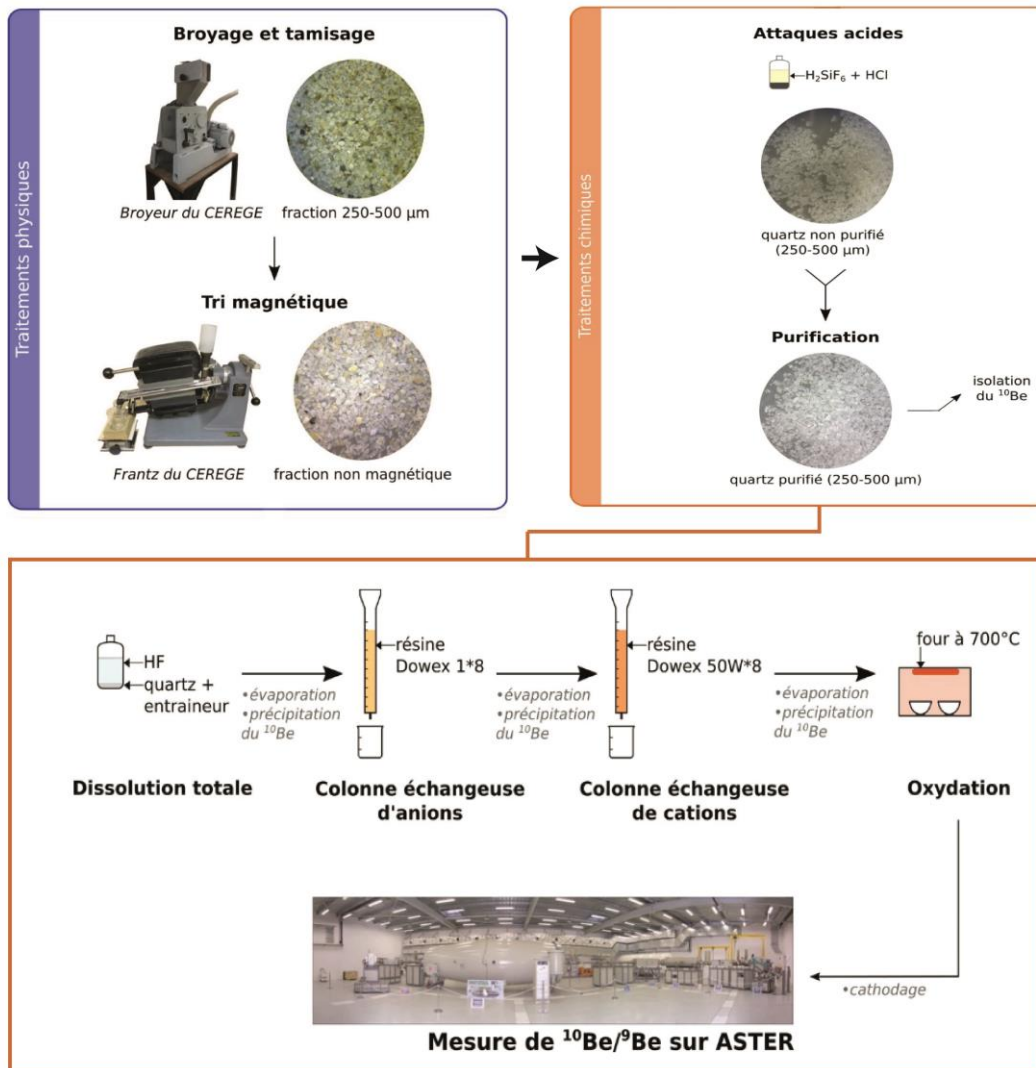 Traitements physiques
Broyage et tamisage
Broyeur du CEREGE
fraction 250-500 µm
Tri magnétique
Frantz du CEREGE
fraction non magnétique
Traitements chimiques
Attaques acides
H₂SiF₆ + HCl
quartz non purifié
(250-500 µm)
Purification
isolation
du ¹⁰Be
quartz purifié (250-500 µm)
HF
quartz +
entraineur
•évaporation
•précipitation
du ¹⁰Be
résine
Dowex 1*8
•évaporation
•précipitation
du ¹⁰Be
résine
Dowex 50W*8
•évaporation
•précipitation
du ¹⁰Be
four à 700°C
Dissolution totale
Colonne échangeuse
d'anions
Colonne échangeuse
de cations
Oxydation
•cathodage
Mesure de ¹⁰Be/⁹Be sur ASTER